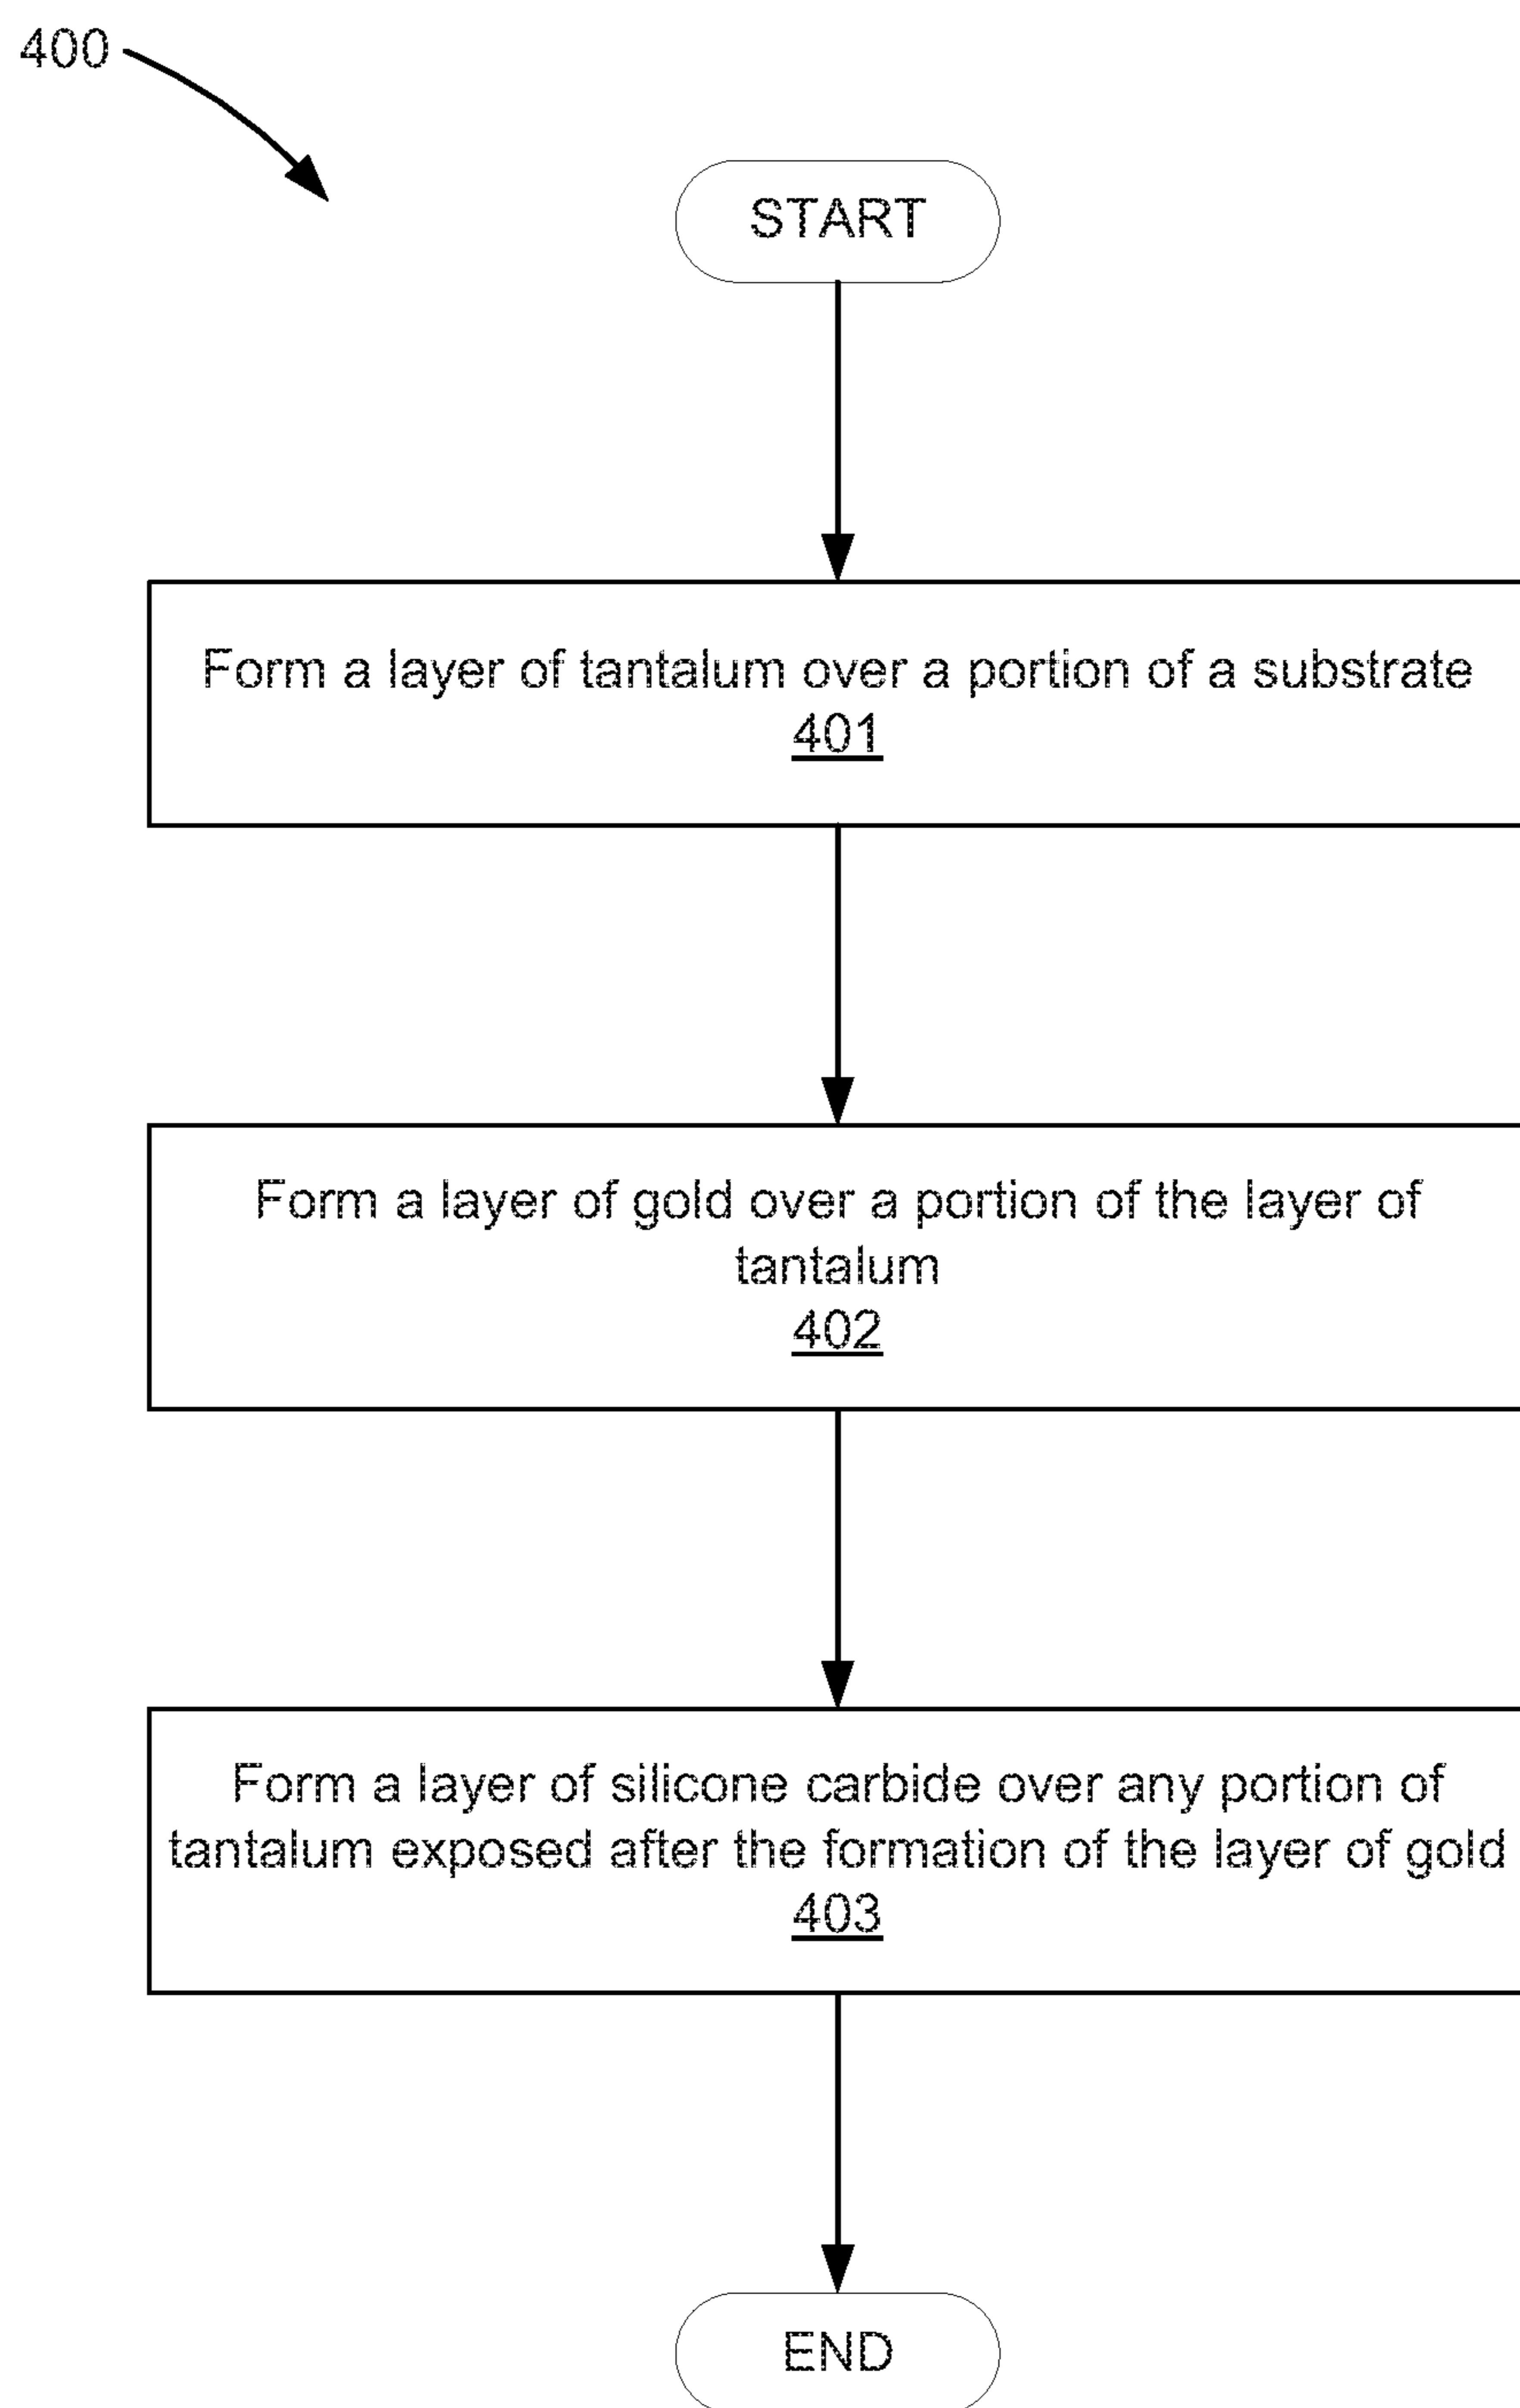 400
START
Form a layer of tantalum over a portion of a substrate
401
Form a layer of gold over a portion of the layer of
tantalum
402
Form a layer of silicone carbide over any portion of
tantalum exposed after the formation of the layer of gold
403
END